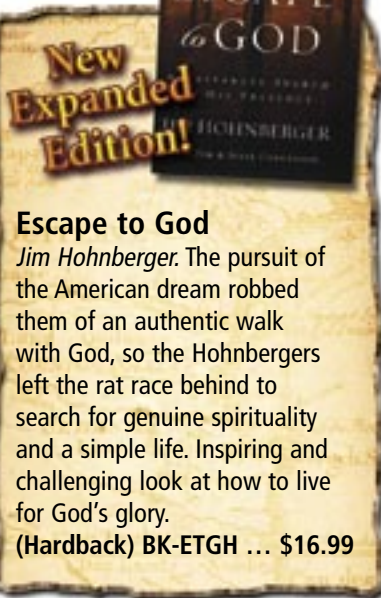 to GOD
HOHNBERGER
New
Expanded
Edition!
Escape to God
Jim Hohnberger. The pursuit of
the American dream robbed
them of an authentic walk
with God, so the Hohnbergers
left the rat race behind to
search for genuine spirituality
and a simple life. Inspiring and
challenging look at how to live
for God's glory.
(Hardback) BK-ETGH ... $16.99